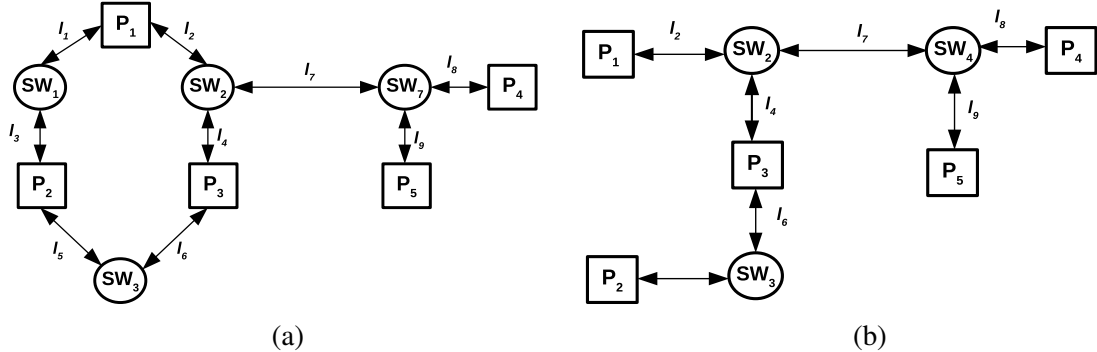 l1 P1 l2
SW1 SW2 l7 SW7 l8 P4
l3 l4 l9
P2 P3 P5
l5 l6
SW3
(a)
P1 l2 SW2 l7 SW4 l8 P4
l4 l9
P3 P5
l6
P2 SW3
(b)